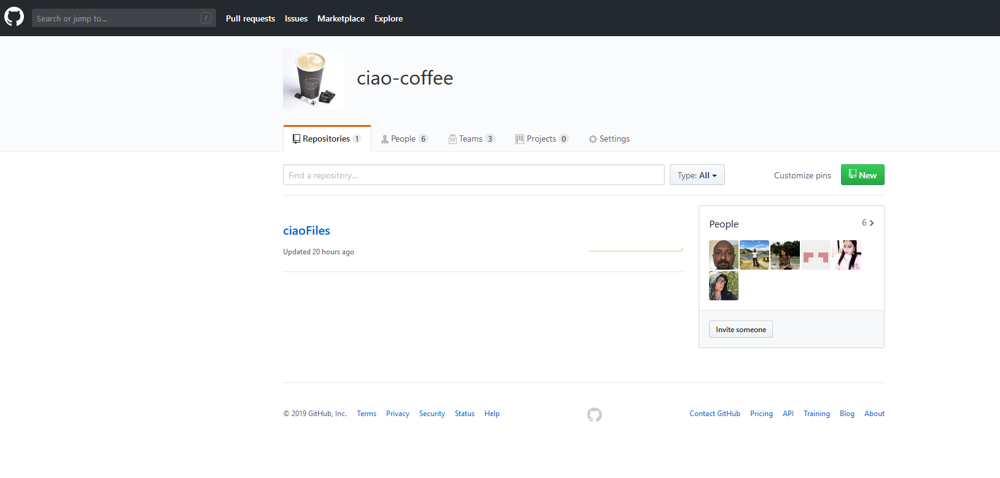 Search or jump to... /
Pull requests Issues Marketplace Explore
ciao-coffee
Repositories 1 People 6 Teams 3 Projects 0 Settings
Find a repository... Type: All Customize pins New
ciaoFiles
Updated 20 hours ago
People 6
Invite someone
© 2019 GitHub, Inc. Terms Privacy Security Status Help Contact GitHub Pricing API Training Blog About